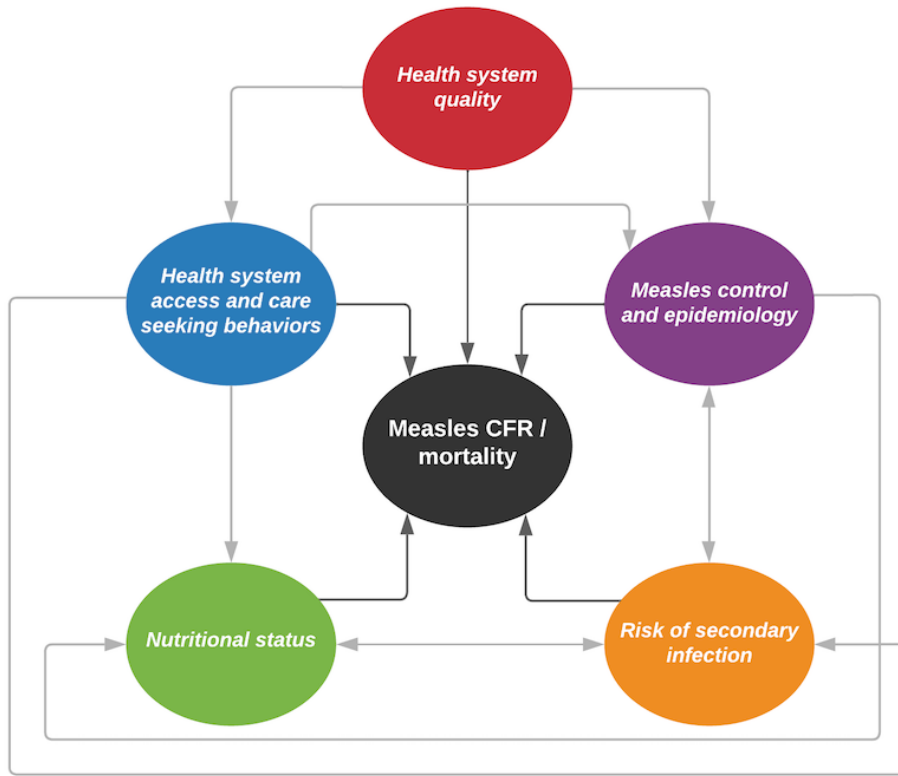 Health system
quality
Health system
access and care
seeking behaviors
Measles control
and epidemiology
Measles CFR /
mortality
Nutritional status
Risk of secondary
infection